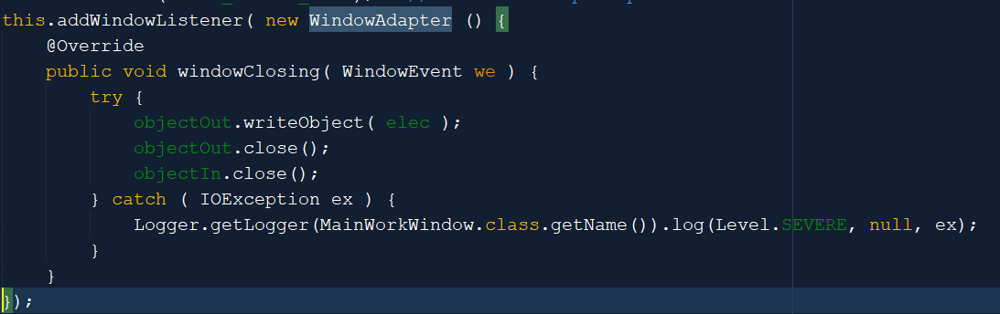 this.addWindowListener( new WindowAdapter () {
@Override
public void windowClosing( WindowEvent we ) {
try {
objectOut.writeObject( elec );
objectOut.close();
objectIn.close();
} catch ( IOException ex ) {
Logger.getLogger(MainWorkWindow.class.getName()).log(Level.SEVERE, null, ex);
}
}
});